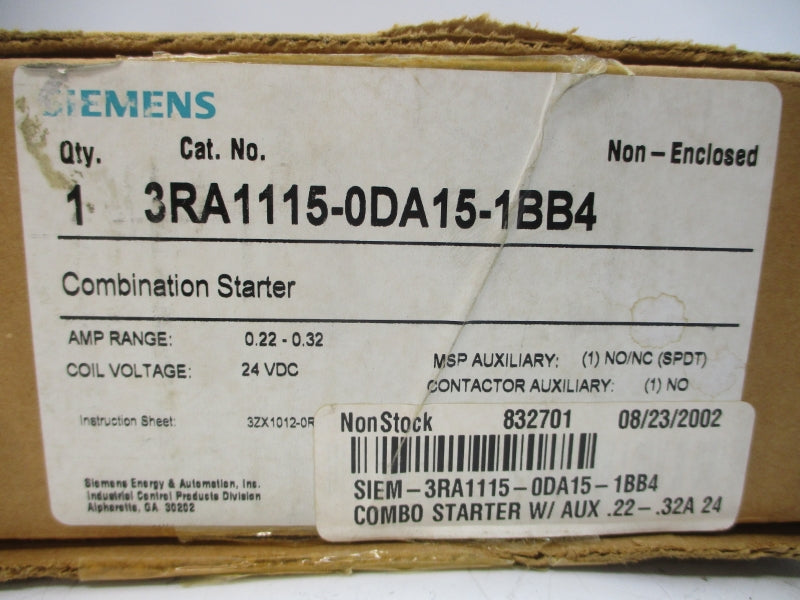 SIEMENS
Qty. Cat. No. Non-Enclosed
1 3RA1115-0DA15-1BB4
Combination Starter
AMP RANGE: 0.22 - 0.32
COIL VOLTAGE: 24 VDC
MSP AUXILIARY: (1) NO/NC (SPDT)
CONTACTOR AUXILIARY: (1) NO
Instruction Sheet: 3ZX1012-0R
Siemens Energy & Automation, Inc.
Industrial Control Products Division
Alpharetta, GA 30202
NonStock 832701 08/23/2002
SIEM-3RA1115-0DA15-1BB4
COMBO STARTER W/ AUX .22-.32A 24